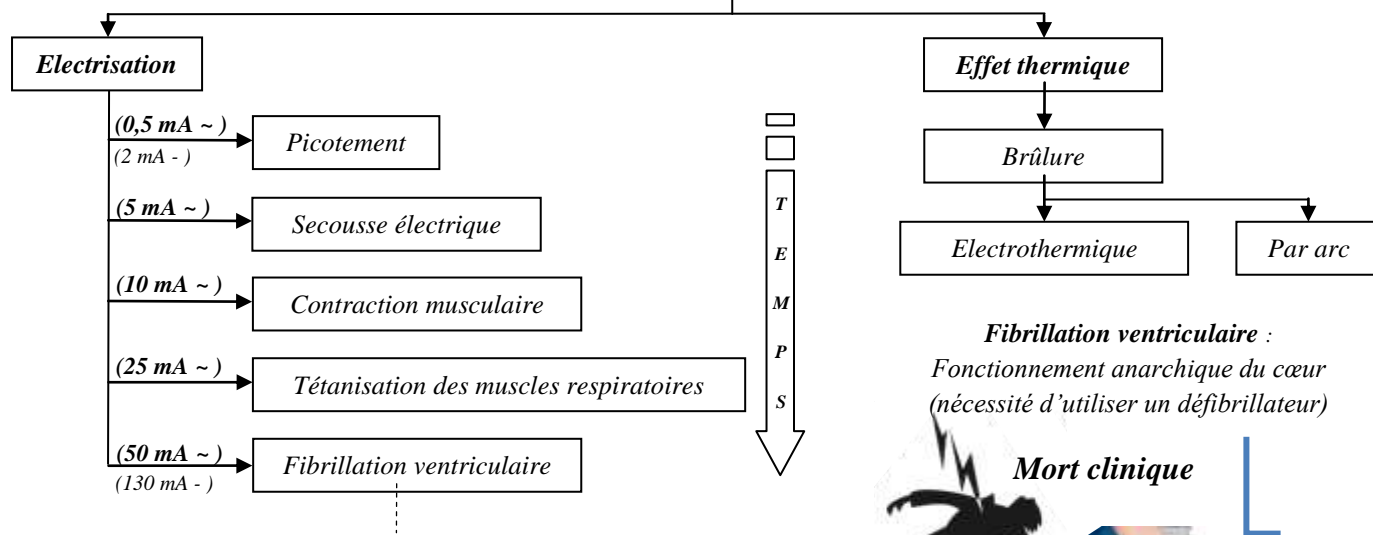 Electrisation
(0,5 mA ~ )
(2 mA - )
Picotement
(5 mA ~ )
Secousse électrique
(10 mA ~ )
Contraction musculaire
(25 mA ~ )
Tétanisation des muscles respiratoires
(50 mA ~ )
(130 mA - )
Fibrillation ventriculaire
T
E
M
P
S
Effet thermique
Brûlure
Electrothermique
Par arc
Fibrillation ventriculaire :
Fonctionnement anarchique du cœur
(nécessité d’utiliser un défibrillateur)
Mort clinique